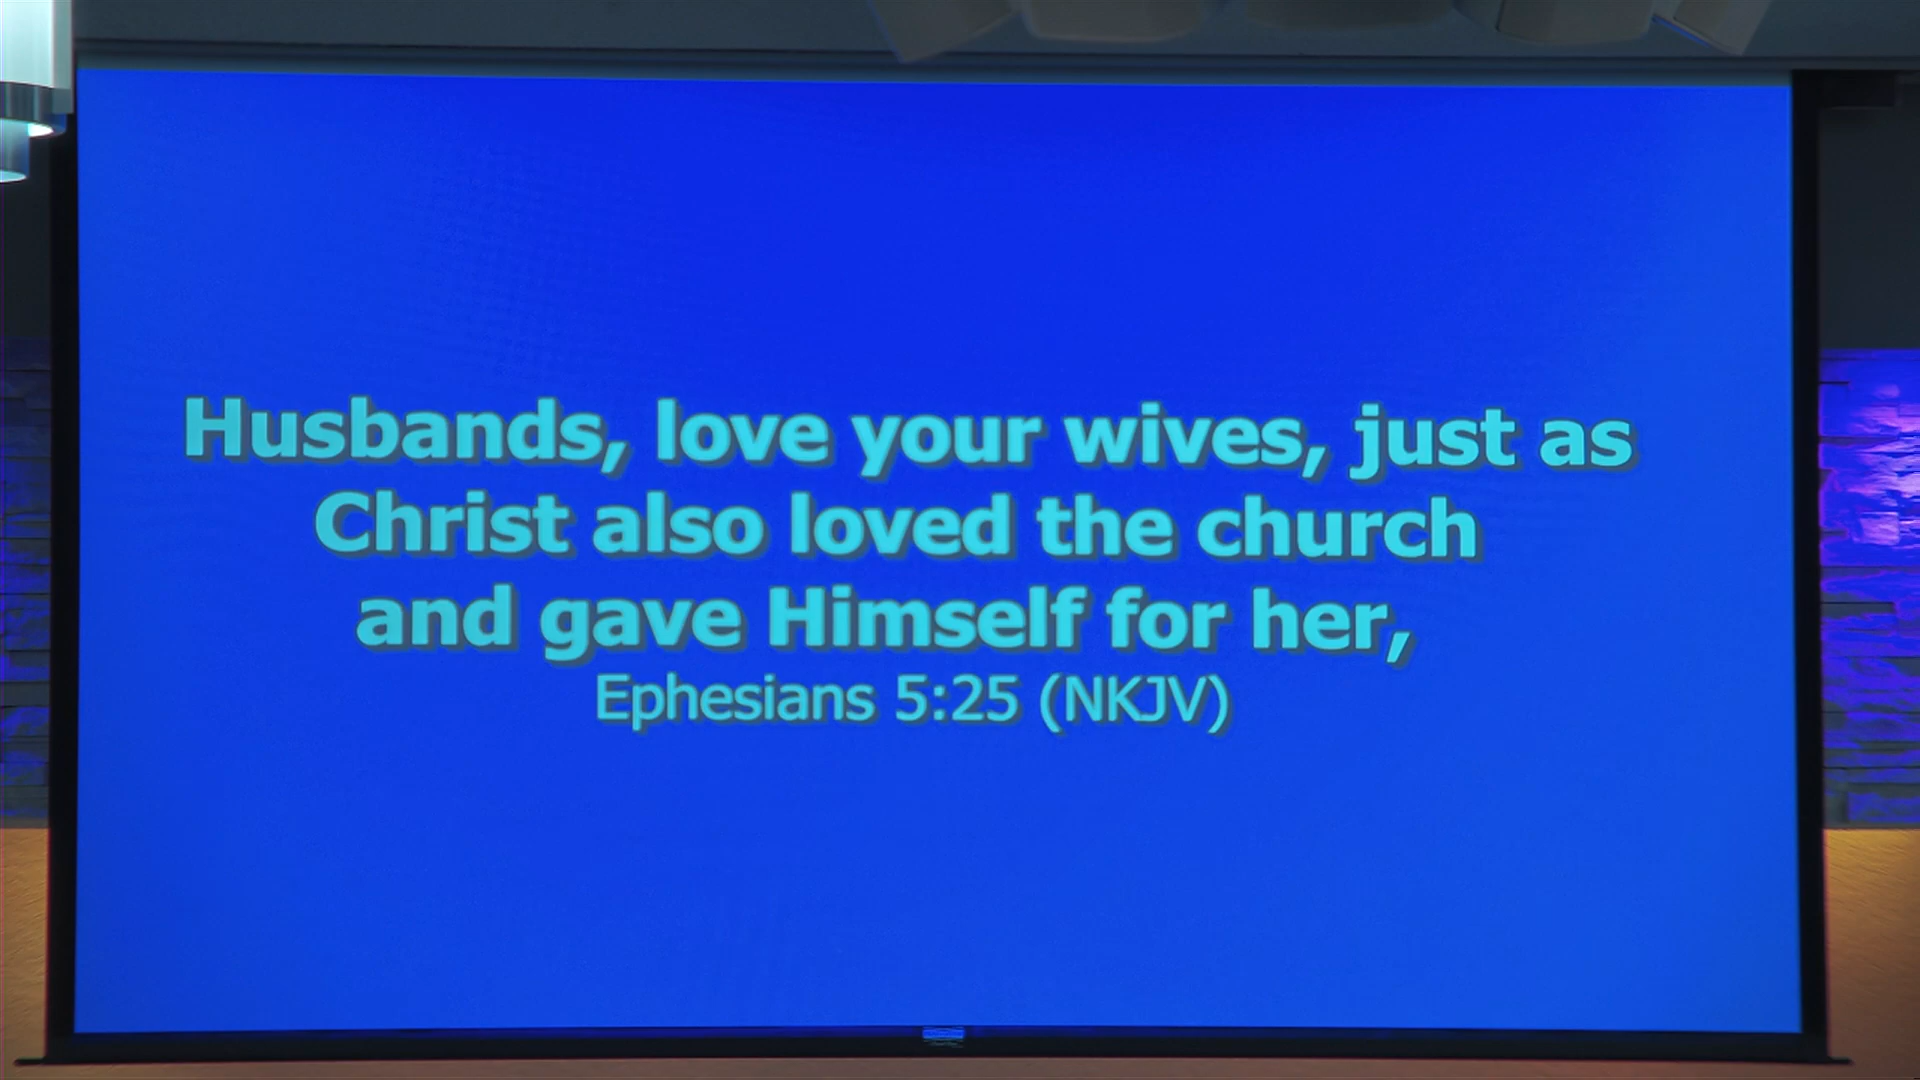 Husbands, love your wives, just as
Christ also loved the church
and gave Himself for her,
Ephesians 5:25 (NKJV)